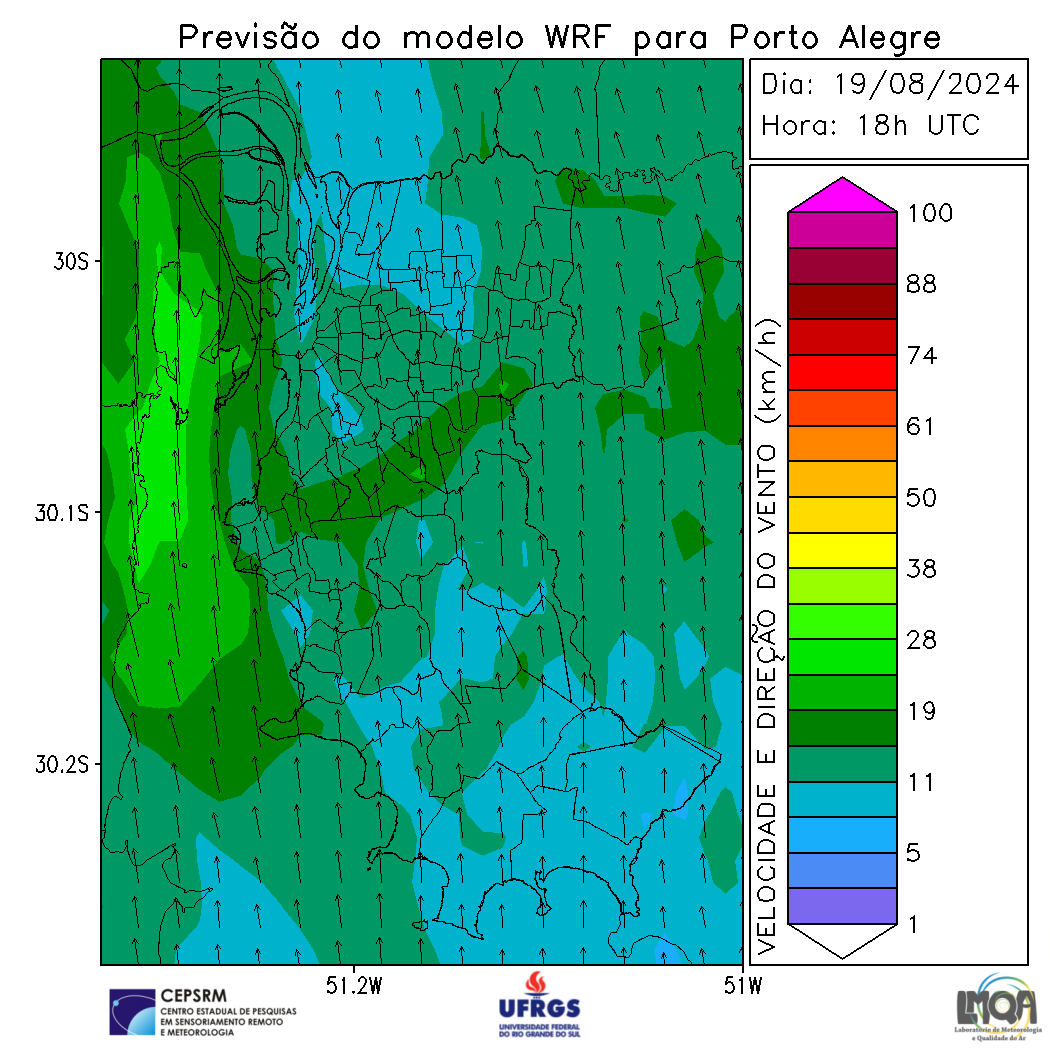 Previsão do modelo WRF para Porto Alegre
Dia: 19/08/2024
Hora: 18h UTC
30S
30.1S
30.2S
51.2W
51W
VELOCIDADE E DIREÇÃO DO VENTO (km/h)
100
88
74
61
50
38
28
19
11
5
1
CEPSRM
CENTRO ESTADUAL DE PESQUISAS
EM SENSORIAMENTO REMOTO
E METEOROLOGIA
UFRGS
UNIVERSIDADE FEDERAL
DO RIO GRANDE DO SUL
LMQA
Laboratório de Meteorologia
e Qualidade do Ar